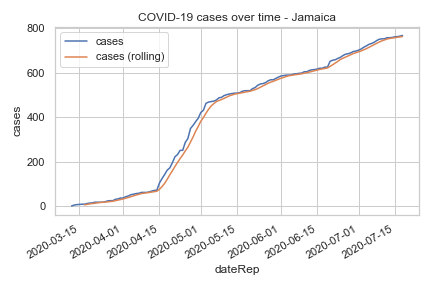 COVID-19 cases over time - Jamaica
cases
cases (rolling)
800
600
400
200
0
cases
2020-03-15
2020-04-01
2020-04-15
2020-05-01
2020-05-15
2020-06-01
2020-06-15
2020-07-01
2020-07-15
dateRep